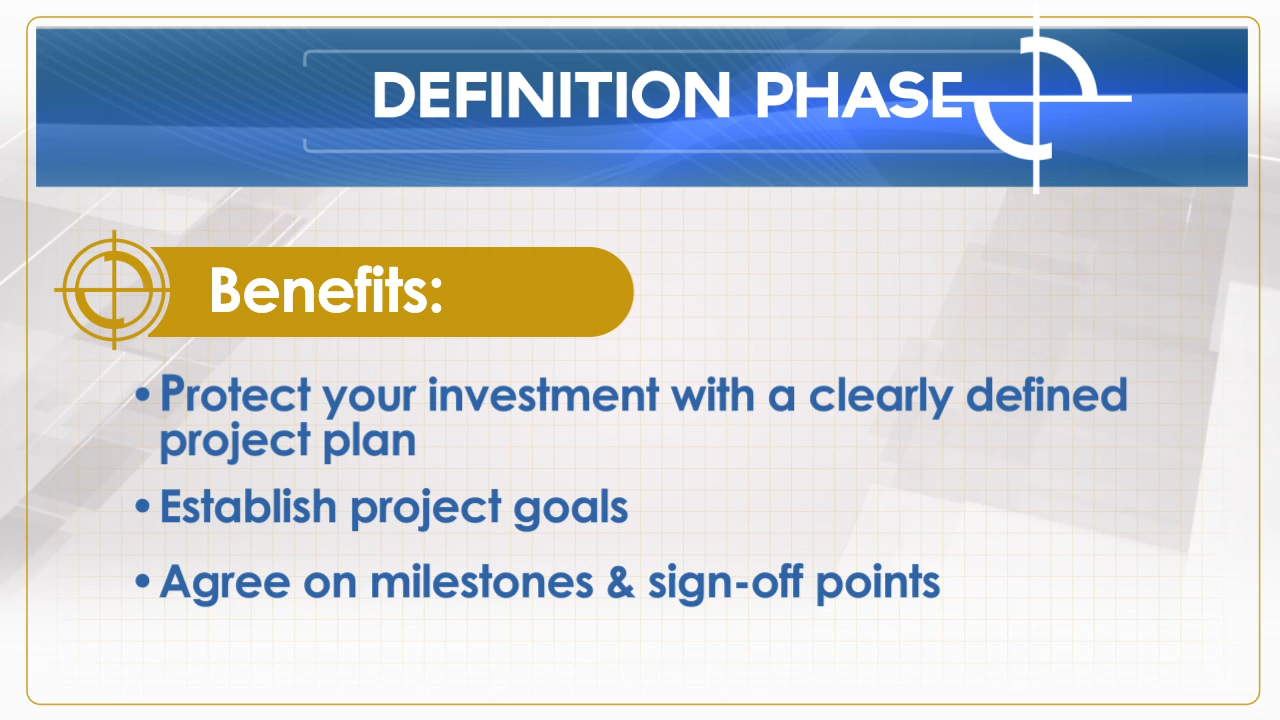 DEFINITION PHASE
Benefits:
• Protect your investment with a clearly defined
project plan
• Establish project goals
• Agree on milestones & sign-off points